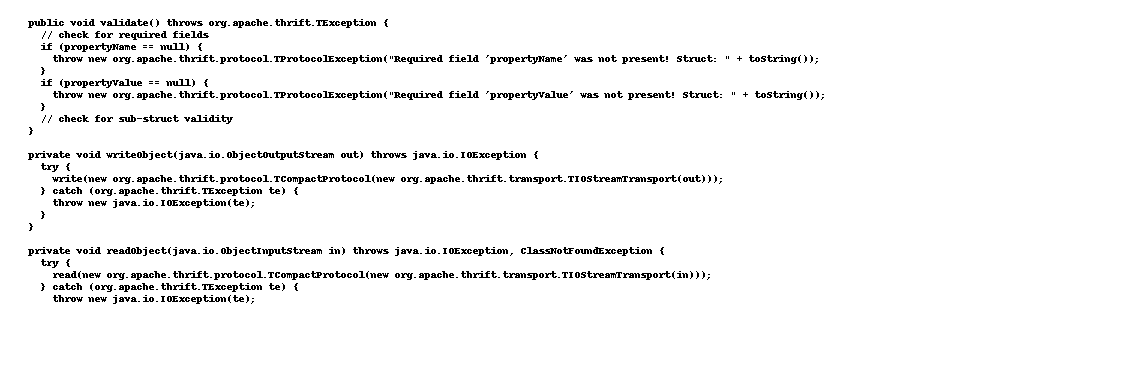 public void validate() throws org.apache.thrift.TException {
  // check for required fields
  if (propertyName == null) {
    throw new org.apache.thrift.protocol.TProtocolException("Required field 'propertyName' was not present! Struct: " + toString());
  }
  if (propertyValue == null) {
    throw new org.apache.thrift.protocol.TProtocolException("Required field 'propertyValue' was not present! Struct: " + toString());
  }
  // check for sub-struct validity
}

private void writeObject(java.io.ObjectOutputStream out) throws java.io.IOException {
  try {
    write(new org.apache.thrift.protocol.TCompactProtocol(new org.apache.thrift.transport.TIOStreamTransport(out)));
  } catch (org.apache.thrift.TException te) {
    throw new java.io.IOException(te);
  }
}

private void readObject(java.io.ObjectInputStream in) throws java.io.IOException, ClassNotFoundException {
  try {
    read(new org.apache.thrift.protocol.TCompactProtocol(new org.apache.thrift.transport.TIOStreamTransport(in)));
  } catch (org.apache.thrift.TException te) {
    throw new java.io.IOException(te);